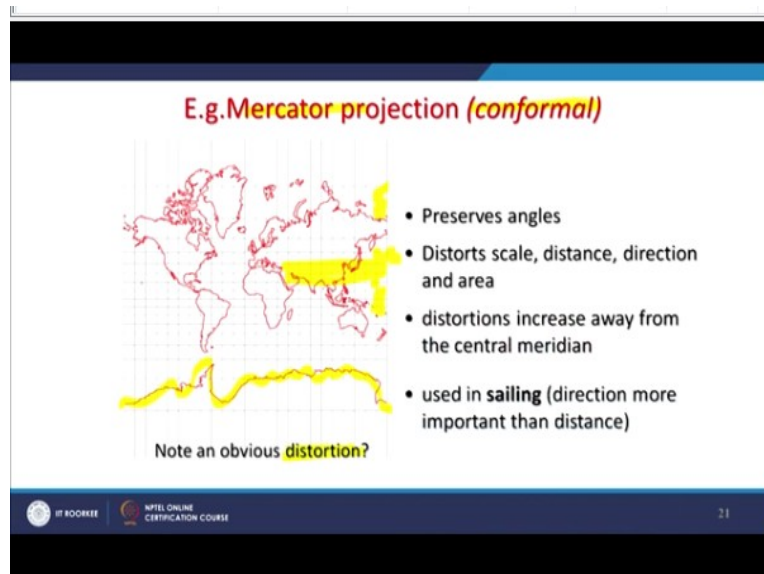 E.g.Mercator projection (conformal)
• Preserves angles
• Distorts scale, distance, direction
and area
• distortions increase away from
the central meridian
• used in sailing (direction more
important than distance)
Note an obvious distortion?
IIT ROORKEE
NPTEL ONLINE
CERTIFICATION COURSE
21